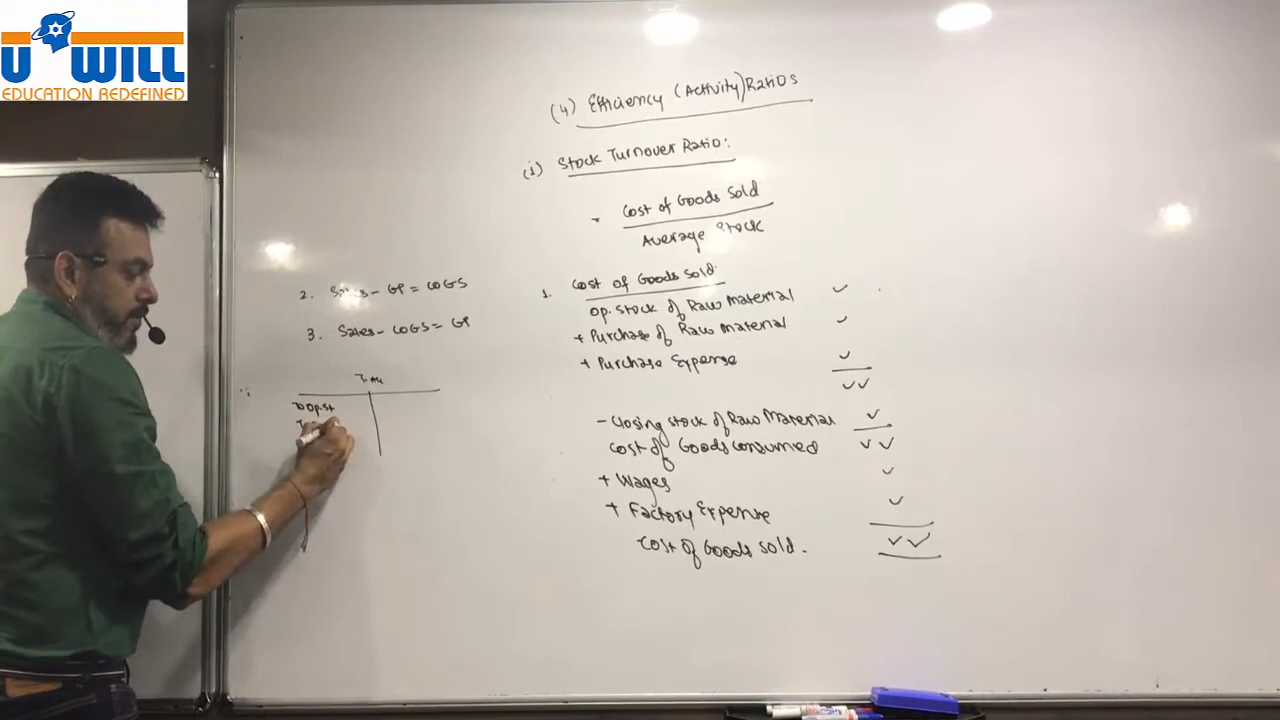 U WILL
EDUCATION REDEFINED
(4) Efficiency (Activity) Ratios
(i) Stock Turnover Ratio:
= Cost of Goods Sold
Average Stock
1. Cost of Goods Sold
Op. Stock of Raw Material ✓
+ Purchase of Raw Material ✓
+ Purchase Expense ✓
✓✓
- Closing Stock of Raw Material ✓
Cost of Goods Consumed ✓✓
+ Wages ✓
+ Factory Expense ✓
Cost of Goods Sold. ✓✓
2. Sales - GP = COGS
3. Sales - COGS = GP
To Op. St